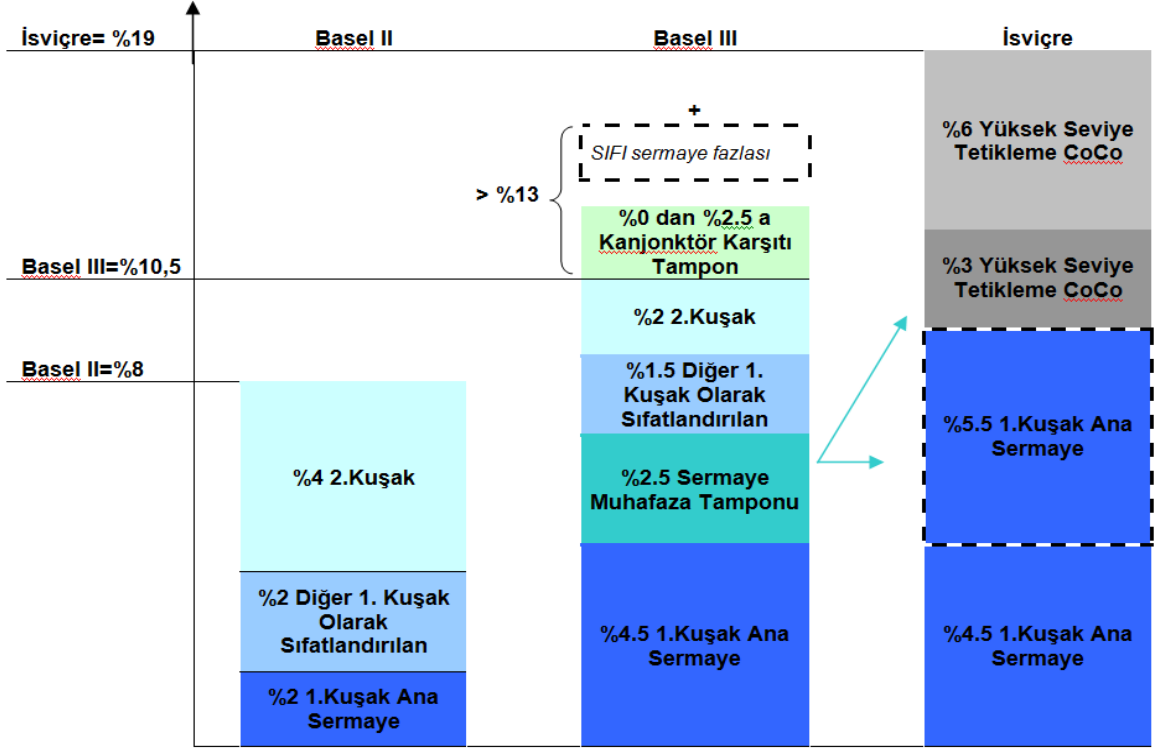 İsviçre= %19
Basel II
Basel III
İsviçre
+
SIFI sermaye fazlası
> %13
%0 dan %2.5 a
Kanjonktör Karşıtı
Tampon
Basel III=%10,5
%2 2.Kuşak
%1.5 Diğer 1.
Kuşak Olarak
Sıfatlandırılan
%2.5 Sermaye
Muhafaza Tamponu
%4.5 1.Kuşak Ana
Sermaye
Basel II=%8
%4 2.Kuşak
%2 Diğer 1. Kuşak
Olarak
Sıfatlandırılan
%2 1.Kuşak Ana
Sermaye
%6 Yüksek Seviye
Tetikleme CoCo
%3 Yüksek Seviye
Tetikleme CoCo
%5.5 1.Kuşak Ana
Sermaye
%4.5 1.Kuşak Ana
Sermaye